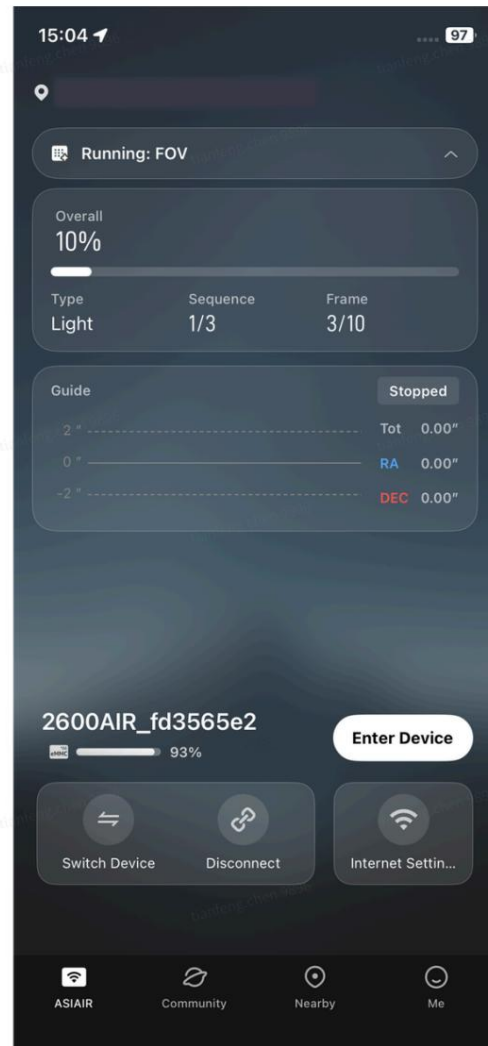 15:04
97
Running: FOV
Overall
10%
Type Sequence Frame
Light 1/3 3/10
Guide Stopped
2 " Tot 0.00"
0 " RA 0.00"
-2 " DEC 0.00"
2600AIR_fd3565e2
Enter Device
eMMC 93%
Switch Device Disconnect Internet Settin...
ASIAIR Community Nearby Me